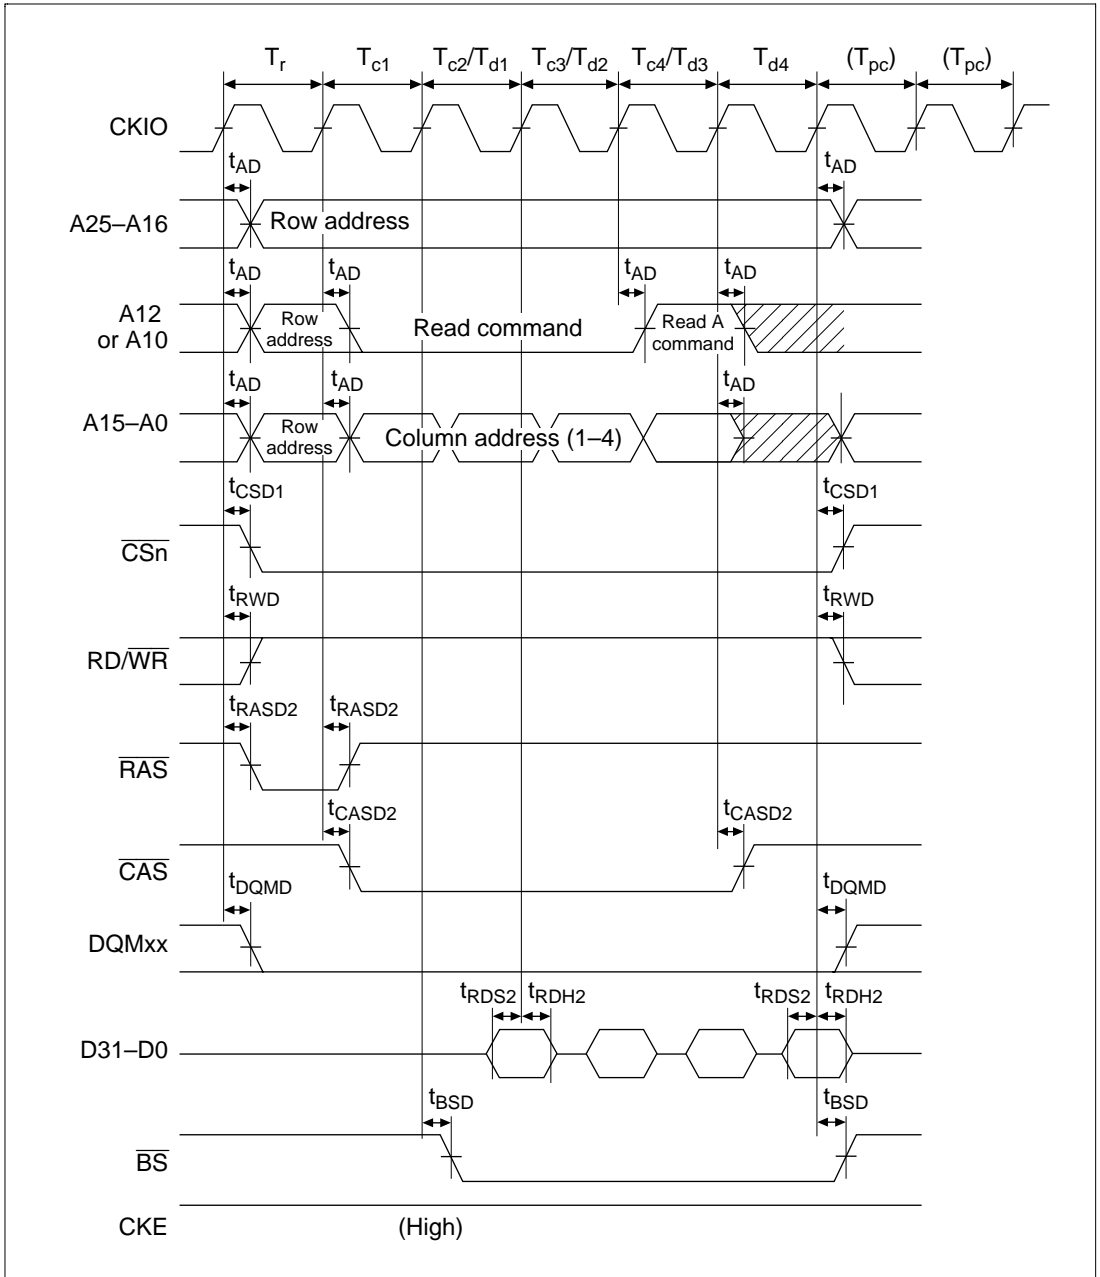 Tr Tc1 Tc2/Td1 Tc3/Td2 Tc4/Td3 Td4 (Tpc) (Tpc)
CKIO
tAD tAD
A25–A16 Row address
tAD tAD tAD tAD
A12
or A10
Row
address
Read command
Read A
command
tAD tAD tAD
A15–A0
Row
address
Column address (1–4)
tCSD1 tCSD1
CSn
tRWD tRWD
RD/WR
tRASD2 tRASD2
RAS
tCASD2 tCASD2
CAS
tDQMD tDQMD
DQMxx
tRDS2 tRDH2 tRDS2 tRDH2
D31–D0
tBSD tBSD
BS
CKE (High)